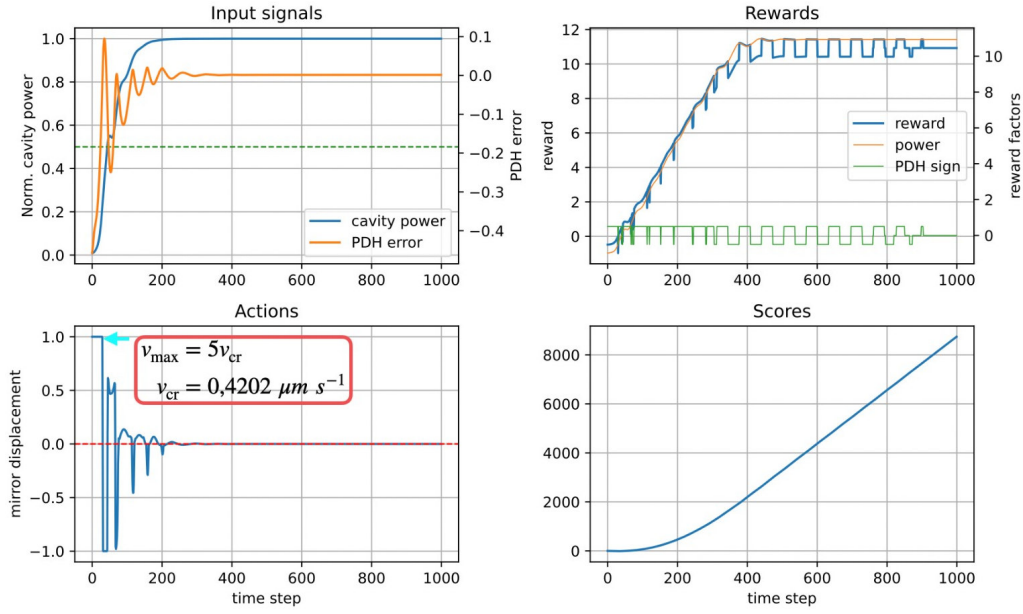 Input signals
1.0
0.8
0.6
0.4
0.2
0.0
Norm. cavity power
0.1
0.0
−0.1
−0.2
−0.3
−0.4
PDH error
cavity power
PDH error
0 200 400 600 800 1000
Rewards
12
10
8
6
4
2
0
reward
10
8
6
4
2
0
reward factors
reward
power
PDH sign
0 200 400 600 800 1000
Actions
1.0
0.5
0.0
−0.5
−1.0
mirror displacement
v_max = 5v_cr
v_cr = 0,4202 μm s⁻¹
0 200 400 600 800 1000
time step
Scores
8000
6000
4000
2000
0
0 200 400 600 800 1000
time step